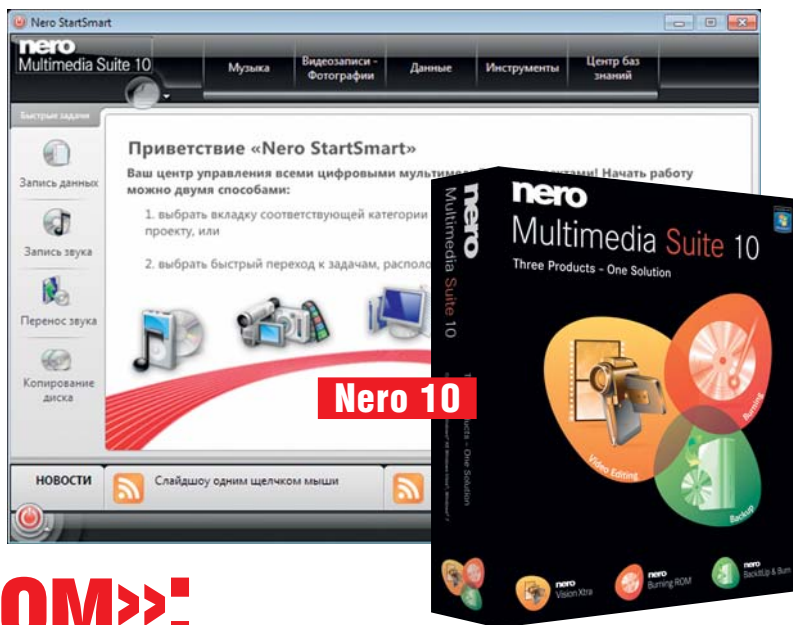 Nero StartSmart
nero
Multimedia Suite 10
Музыка
Видеозаписи -
Фотографии
Данные
Инструменты
Центр баз
знаний
Быстрые задачи
Запись данных
Запись звука
Перенос звука
Копирование
диска
Приветствие «Nero StartSmart»
Ваш центр управления всеми цифровыми
можно двумя способами:
Начать работу
1. выбрать вкладку соответствующей категории
проекту, или
2. выбрать быстрый переход к задачам,
НОВОСТИ
Слайдшоу одним щелчком мыши
Nero 10
nero
Multimedia Suite 10
nero
Multimedia Suite 10
Three Products - One Solution
Video Editing
Burning
Backup
nero
Vision Xtra
nero
Burning ROM
nero
BackItUp & Burn
OM>>